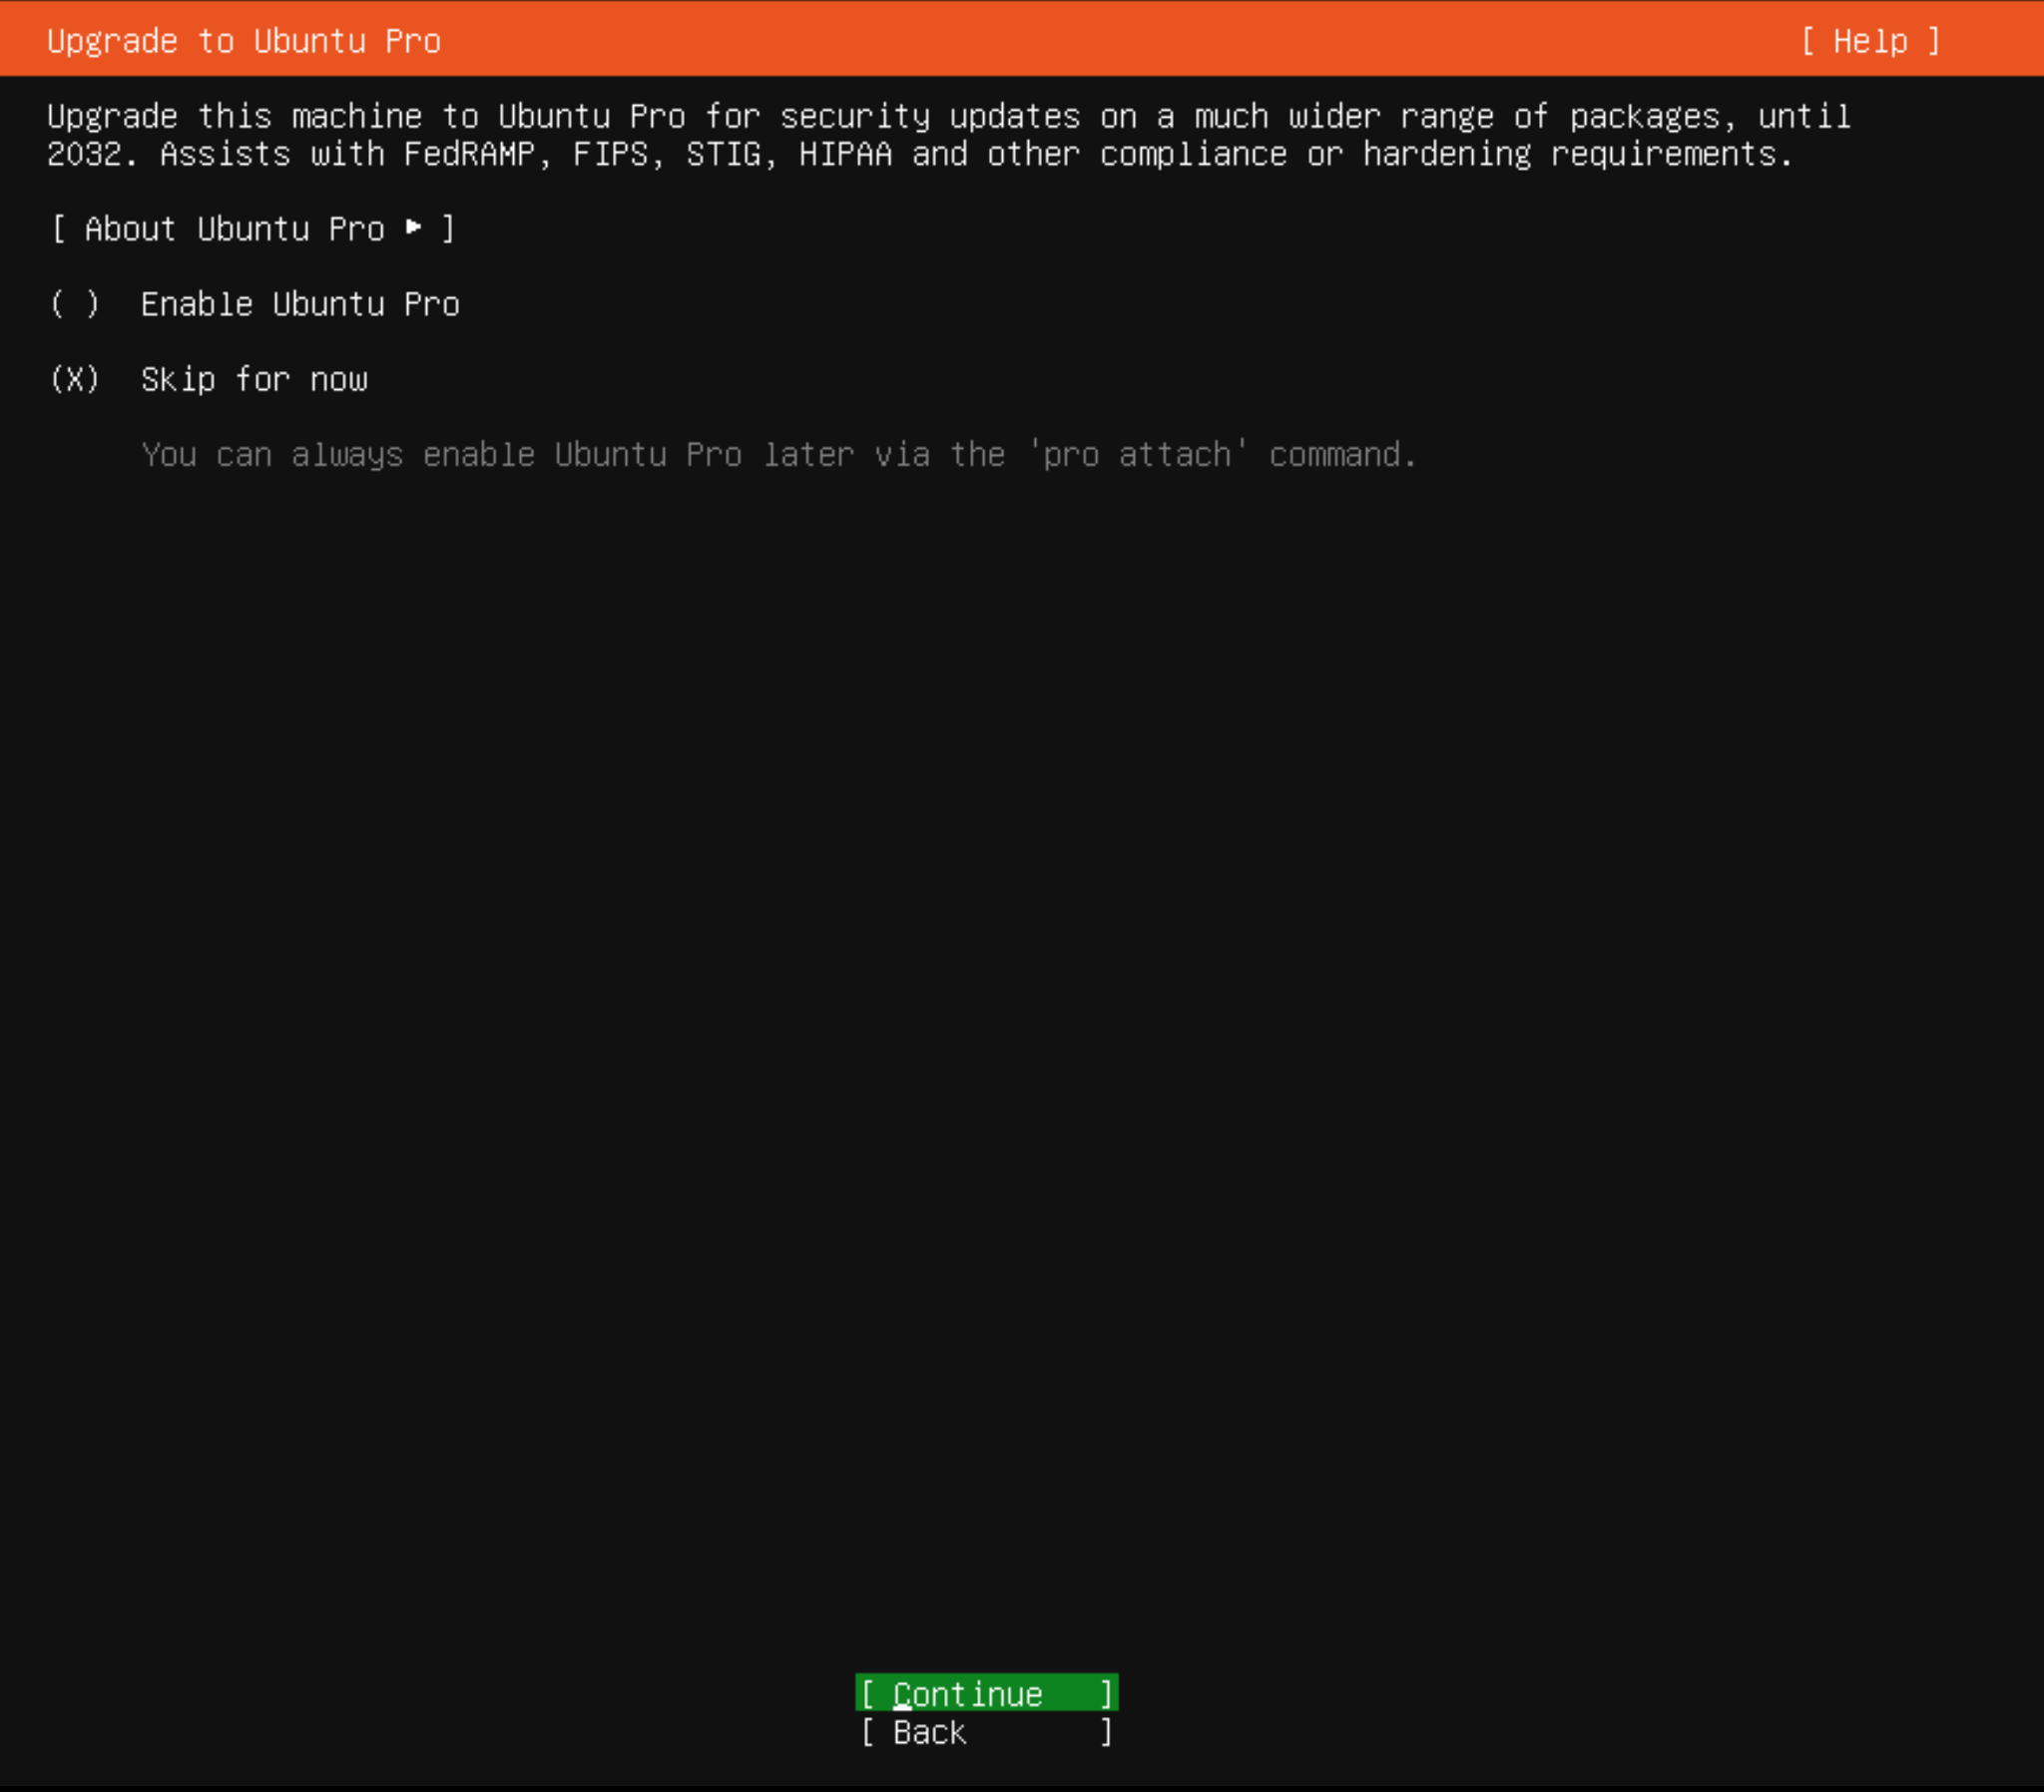 Upgrade to Ubuntu Pro [ Help ]
Upgrade this machine to Ubuntu Pro for security updates on a much wider range of packages, until
2032. Assists with FedRAMP, FIPS, STIG, HIPAA and other compliance or hardening requirements.
[ About Ubuntu Pro ► ]
( ) Enable Ubuntu Pro
(X) Skip for now
You can always enable Ubuntu Pro later via the 'pro attach' command.
[ Continue ]
[ Back ]